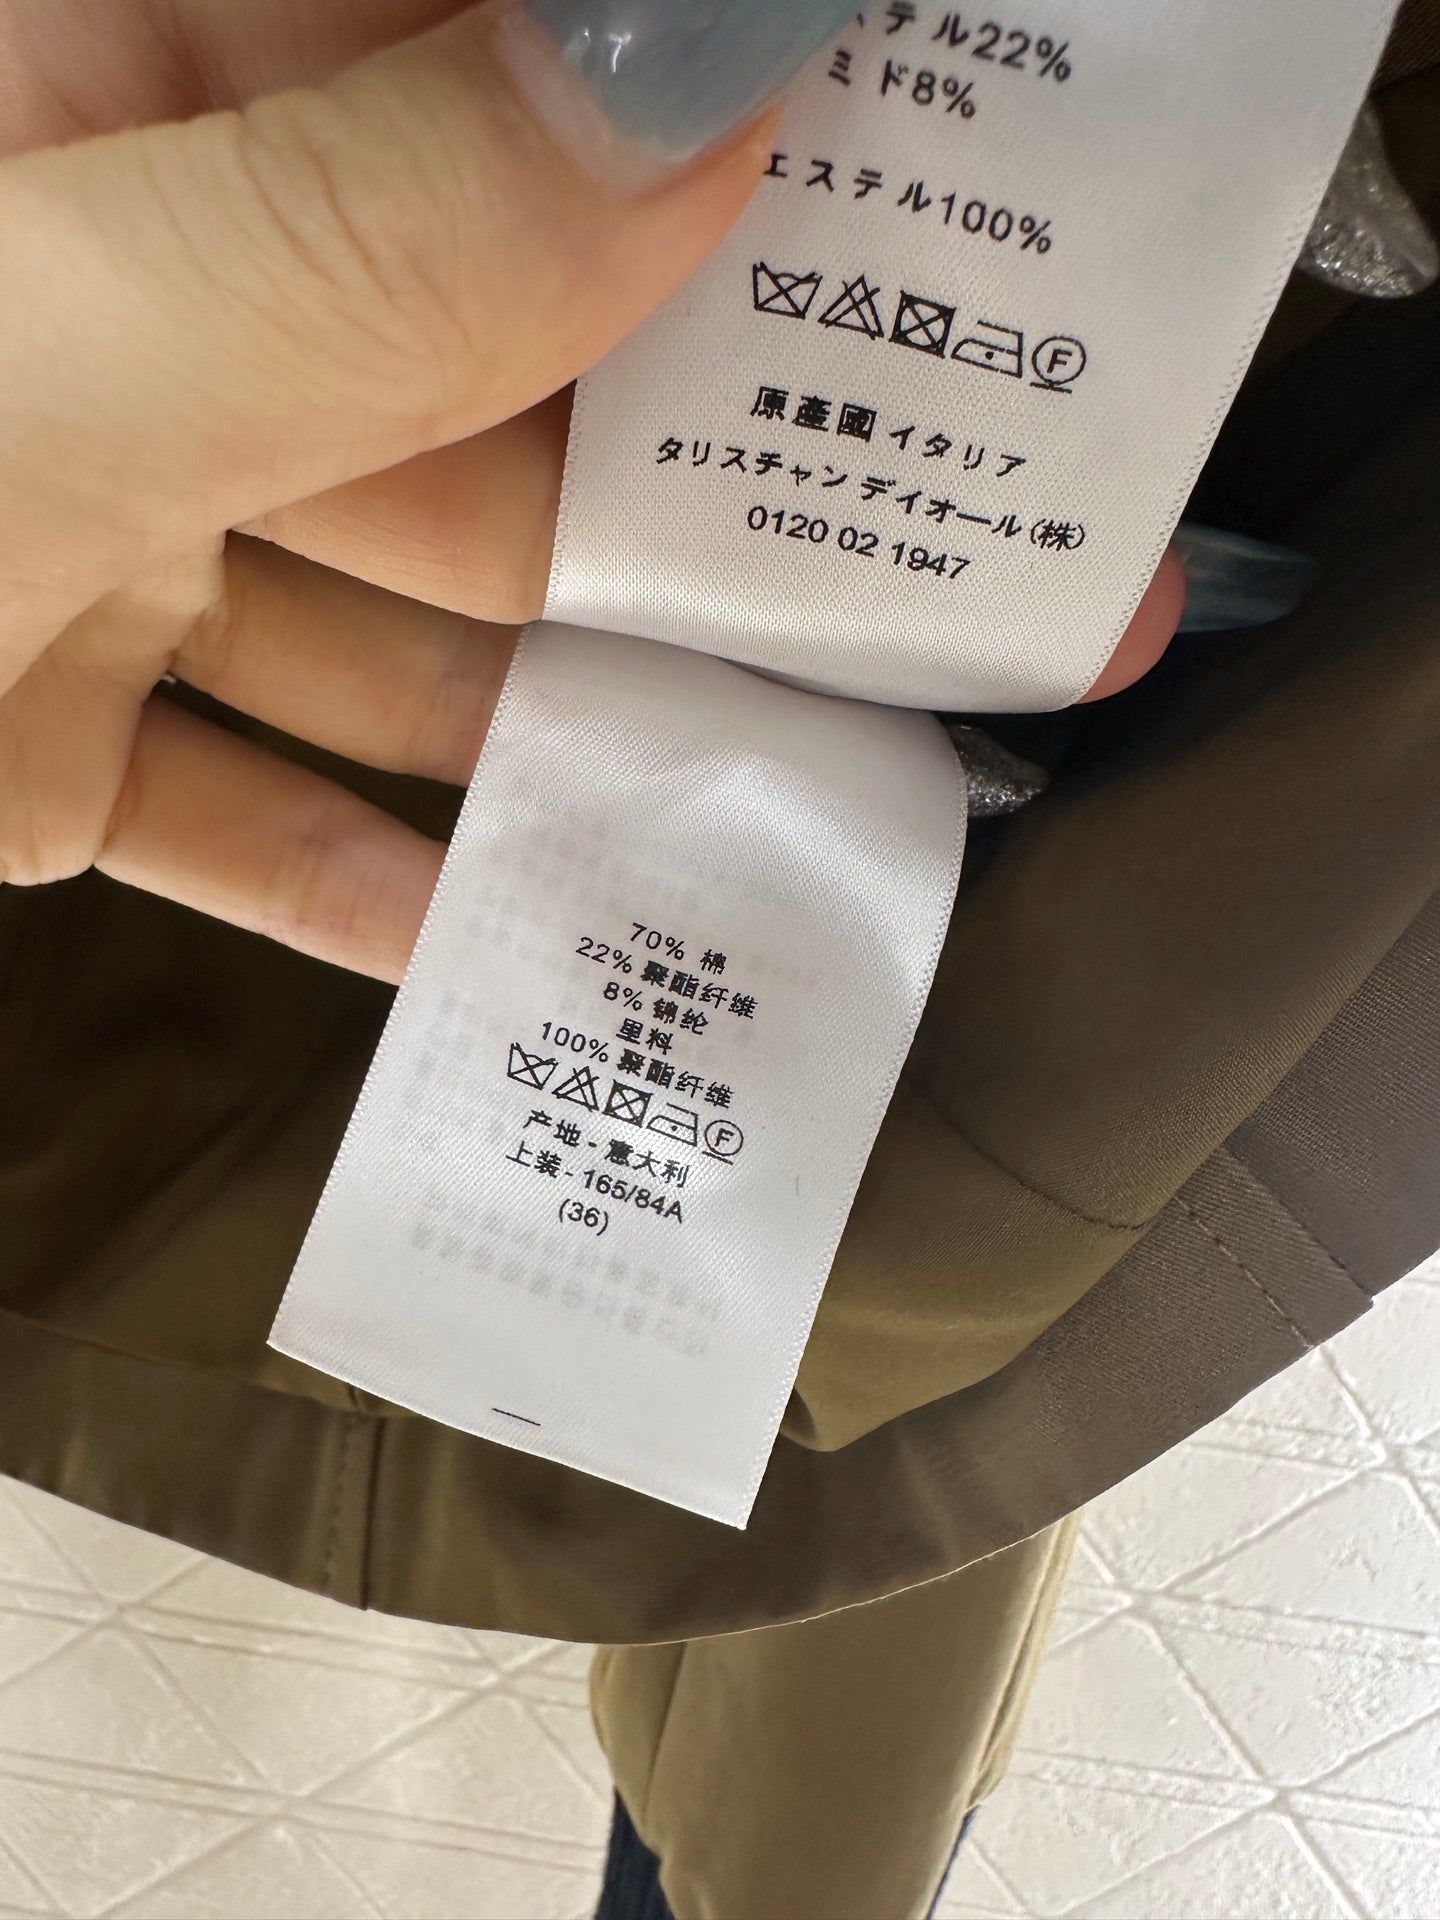 ステル22%
ミド8%
エステル100%
F
原産國 イタリア
タリスチャン デイオール(株)
0120 02 1947
70% 棉
22% 聚酯纤维
8% 锦纶
里料
100% 聚酯纤维
F
产地 - 意大利
上装 - 165/84A
(36)